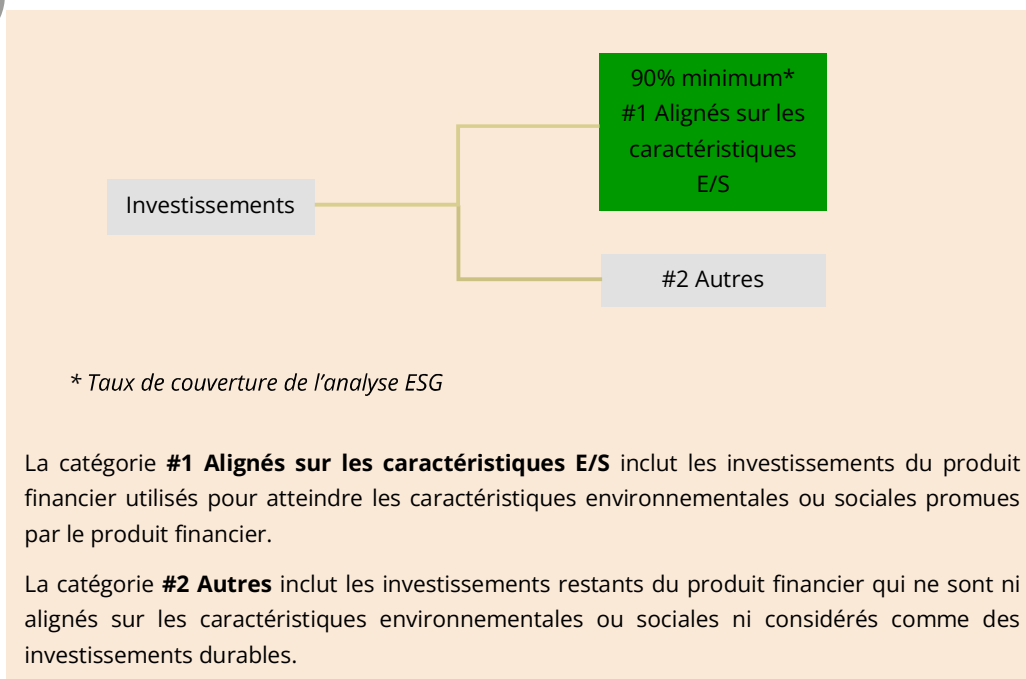 90% minimum*
#1 Alignés sur les
caractéristiques
E/S
Investissements
#2 Autres
* Taux de couverture de l’analyse ESG
La catégorie #1 Alignés sur les caractéristiques E/S inclut les investissements du produit
financier utilisés pour atteindre les caractéristiques environnementales ou sociales promues
par le produit financier.
La catégorie #2 Autres inclut les investissements restants du produit financier qui ne sont ni
alignés sur les caractéristiques environnementales ou sociales ni considérés comme des
investissements durables.